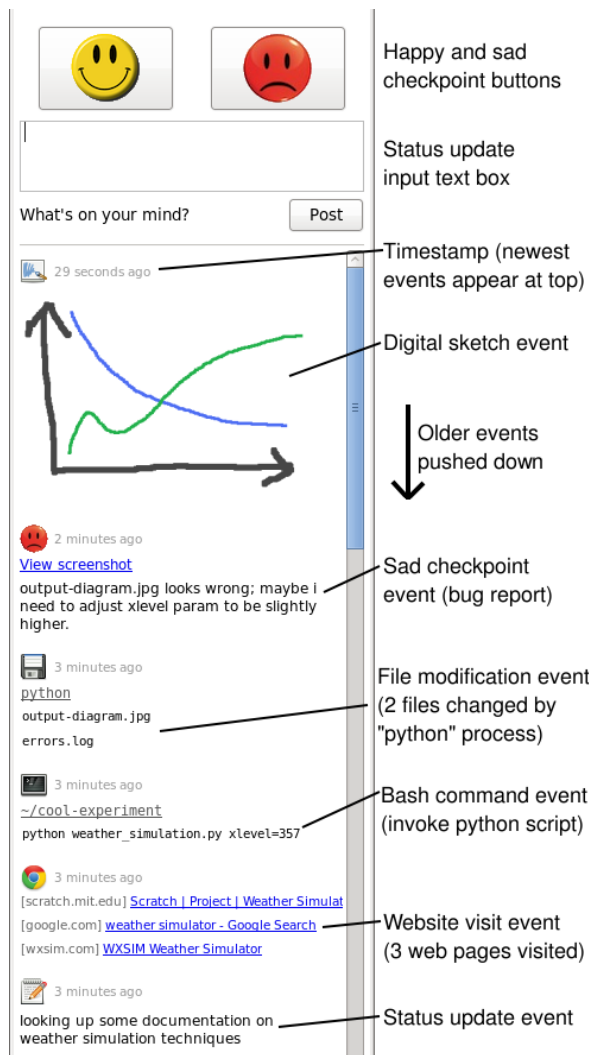 Happy and sad
checkpoint buttons
Status update
input text box
What's on your mind?
Post
29 seconds ago
Timestamp (newest
events appear at top)
Digital sketch event
Older events
pushed down
2 minutes ago
View screenshot
output-diagram.jpg looks wrong; maybe i
need to adjust xlevel param to be slightly
higher.
Sad checkpoint
event (bug report)
3 minutes ago
python
output-diagram.jpg
errors.log
File modification event
(2 files changed by
"python" process)
3 minutes ago
~/cool-experiment
python weather_simulation.py xlevel=357
Bash command event
(invoke python script)
3 minutes ago
[scratch.mit.edu] Scratch | Project | Weather Simulat
[google.com] weather simulator - Google Search
[wxsim.com] WXSIM Weather Simulator
Website visit event
(3 web pages visited)
3 minutes ago
looking up some documentation on
weather simulation techniques
Status update event